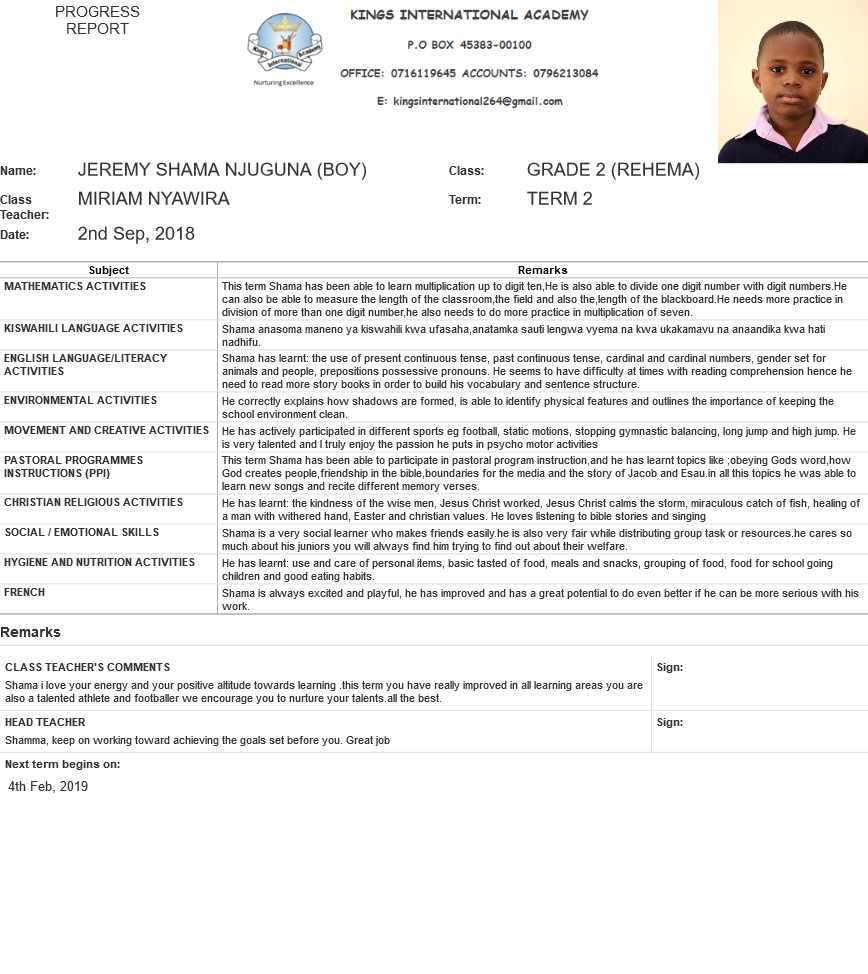 PROGRESS
REPORT
Kings International Academy
Nurturing Excellence
KINGS INTERNATIONAL ACADEMY
P.O BOX 45383-00100
OFFICE: 0716119645 ACCOUNTS: 0796213084
E: kingsinternational264@gmail.com
Name: JEREMY SHAMA NJUGUNA (BOY) Class: GRADE 2 (REHEMA)
Class Teacher: MIRIAM NYAWIRA Term: TERM 2
Date: 2nd Sep, 2018
Subject Remarks
MATHEMATICS ACTIVITIES This term Shama has been able to learn multiplication up to digit ten,He is also able to divide one digit number with digit numbers.He
can also be able to measure the length of the classroom,the field and also the,length of the blackboard.He needs more practice in
division of more than one digit number,he also needs to do more practice in multiplication of seven.
KISWAHILI LANGUAGE ACTIVITIES Shama anasoma maneno ya kiswahili kwa ufasaha,anatamka sauti lengwa vyema na kwa ukakamavu na anaandika kwa hati
nadhifu.
ENGLISH LANGUAGE/LITERACY
ACTIVITIES
Shama has learnt: the use of present continuous tense, past continuous tense, cardinal and cardinal numbers, gender set for
animals and people, prepositions possessive pronouns. He seems to have difficulty at times with reading comprehension hence he
need to read more story books in order to build his vocabulary and sentence structure.
ENVIRONMENTAL ACTIVITIES He correctly explains how shadows are formed, is able to identify physical features and outlines the importance of keeping the
school environment clean.
MOVEMENT AND CREATIVE ACTIVITIES He has actively participated in different sports eg football, static motions, stopping gymnastic balancing, long jump and high jump. He
is very talented and I truly enjoy the passion he puts in psycho motor activities
PASTORAL PROGRAMMES
INSTRUCTIONS (PPI)
This term Shama has been able to participate in pastoral program instruction,and he has learnt topics like ;obeying Gods word,how
God creates people,friendship in the bible,boundaries for the media and the story of Jacob and Esau.in all this topics he was able to
learn new songs and recite different memory verses.
CHRISTIAN RELIGIOUS ACTIVITIES He has learnt: the kindness of the wise men, Jesus Christ worked, Jesus Christ calms the storm, miraculous catch of fish, healing of
a man with withered hand, Easter and christian values. He loves listening to bible stories and singing
SOCIAL / EMOTIONAL SKILLS Shama is a very social learner who makes friends easily.he is also very fair while distributing group task or resources.he cares so
much about his juniors you will always find him trying to find out about their welfare.
HYGIENE AND NUTRITION ACTIVITIES He has learnt: use and care of personal items, basic tasted of food, meals and snacks, grouping of food, food for school going
children and good eating habits.
FRENCH Shama is always excited and playful, he has improved and has a great potential to do even better if he can be more serious with his
work.
Remarks
CLASS TEACHER'S COMMENTS Sign:
Shama i love your energy and your positive altitude towards learning .this term you have really improved in all learning areas you are
also a talented athlete and footballer we encourage you to nurture your talents.all the best.
HEAD TEACHER Sign:
Shamma, keep on working toward achieving the goals set before you. Great job
Next term begins on:
4th Feb, 2019